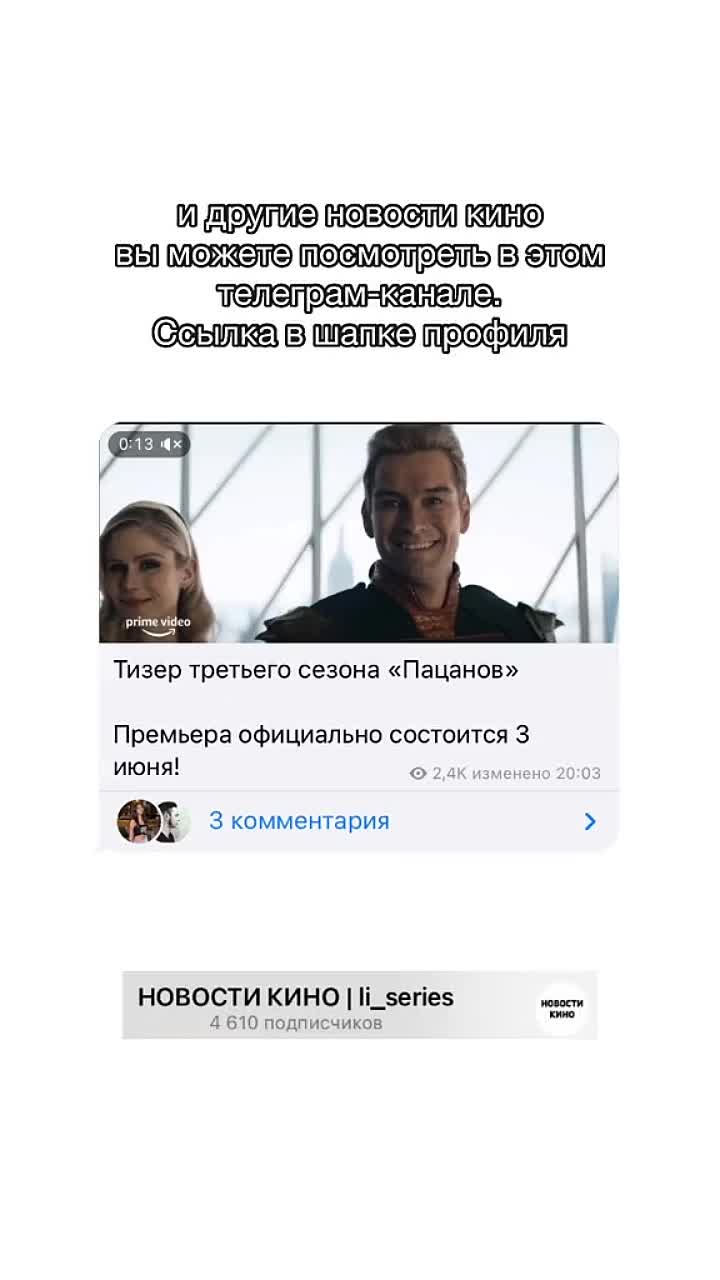 и другие новости кино
вы можете посмотреть в этом
телеграм-канале.
Ссылка в шапке профиля
0:13
prime video
Тизер третьего сезона «Пацанов»
Премьера официально состоится 3
июня!
2,4K изменено 20:03
3 комментария
НОВОСТИ КИНО | li_series
4 610 подписчиков
НОВОСТИ
КИНО